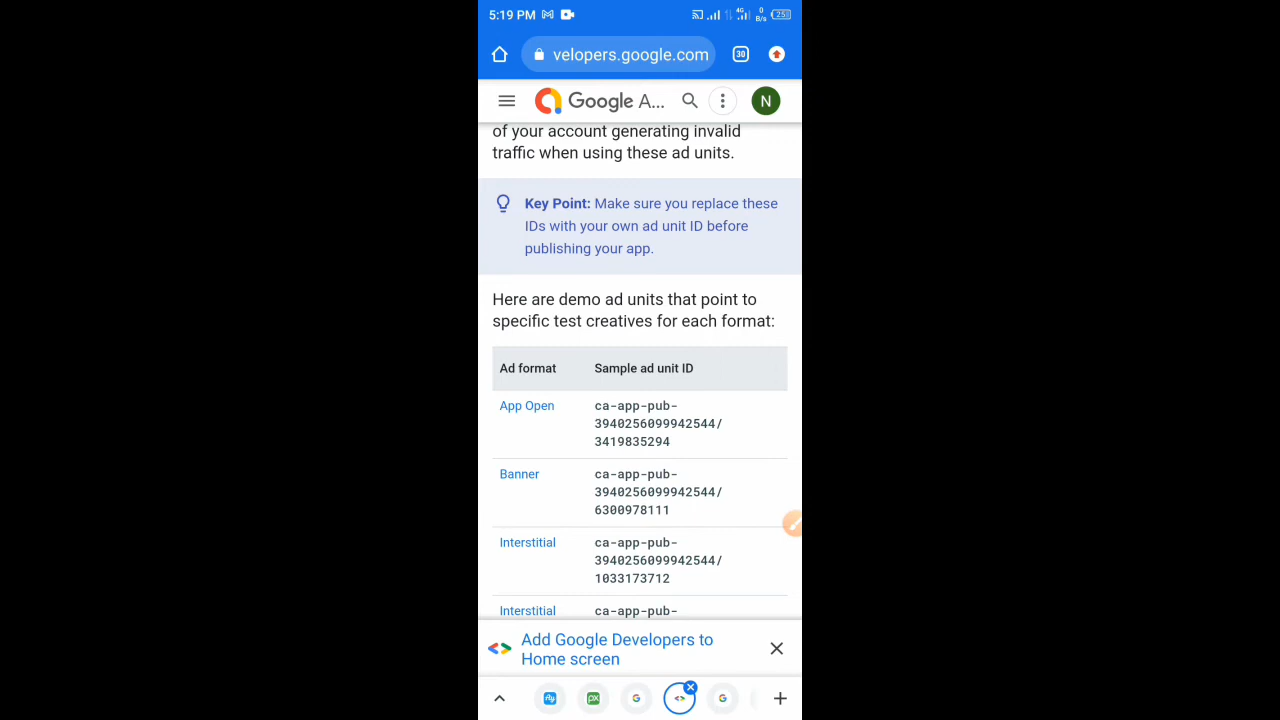 5:19 PM
4G
0
B/s
25
velopers.google.com
30
Google A...
N
of your account generating invalid
traffic when using these ad units.
Key Point: Make sure you replace these
IDs with your own ad unit ID before
publishing your app.
Here are demo ad units that point to
specific test creatives for each format:
Ad format Sample ad unit ID
App Open ca-app-pub-
3940256099942544/
3419835294
Banner ca-app-pub-
3940256099942544/
6300978111
Interstitial ca-app-pub-
3940256099942544/
1033173712
Interstitial ca-app-pub-
Add Google Developers to
Home screen